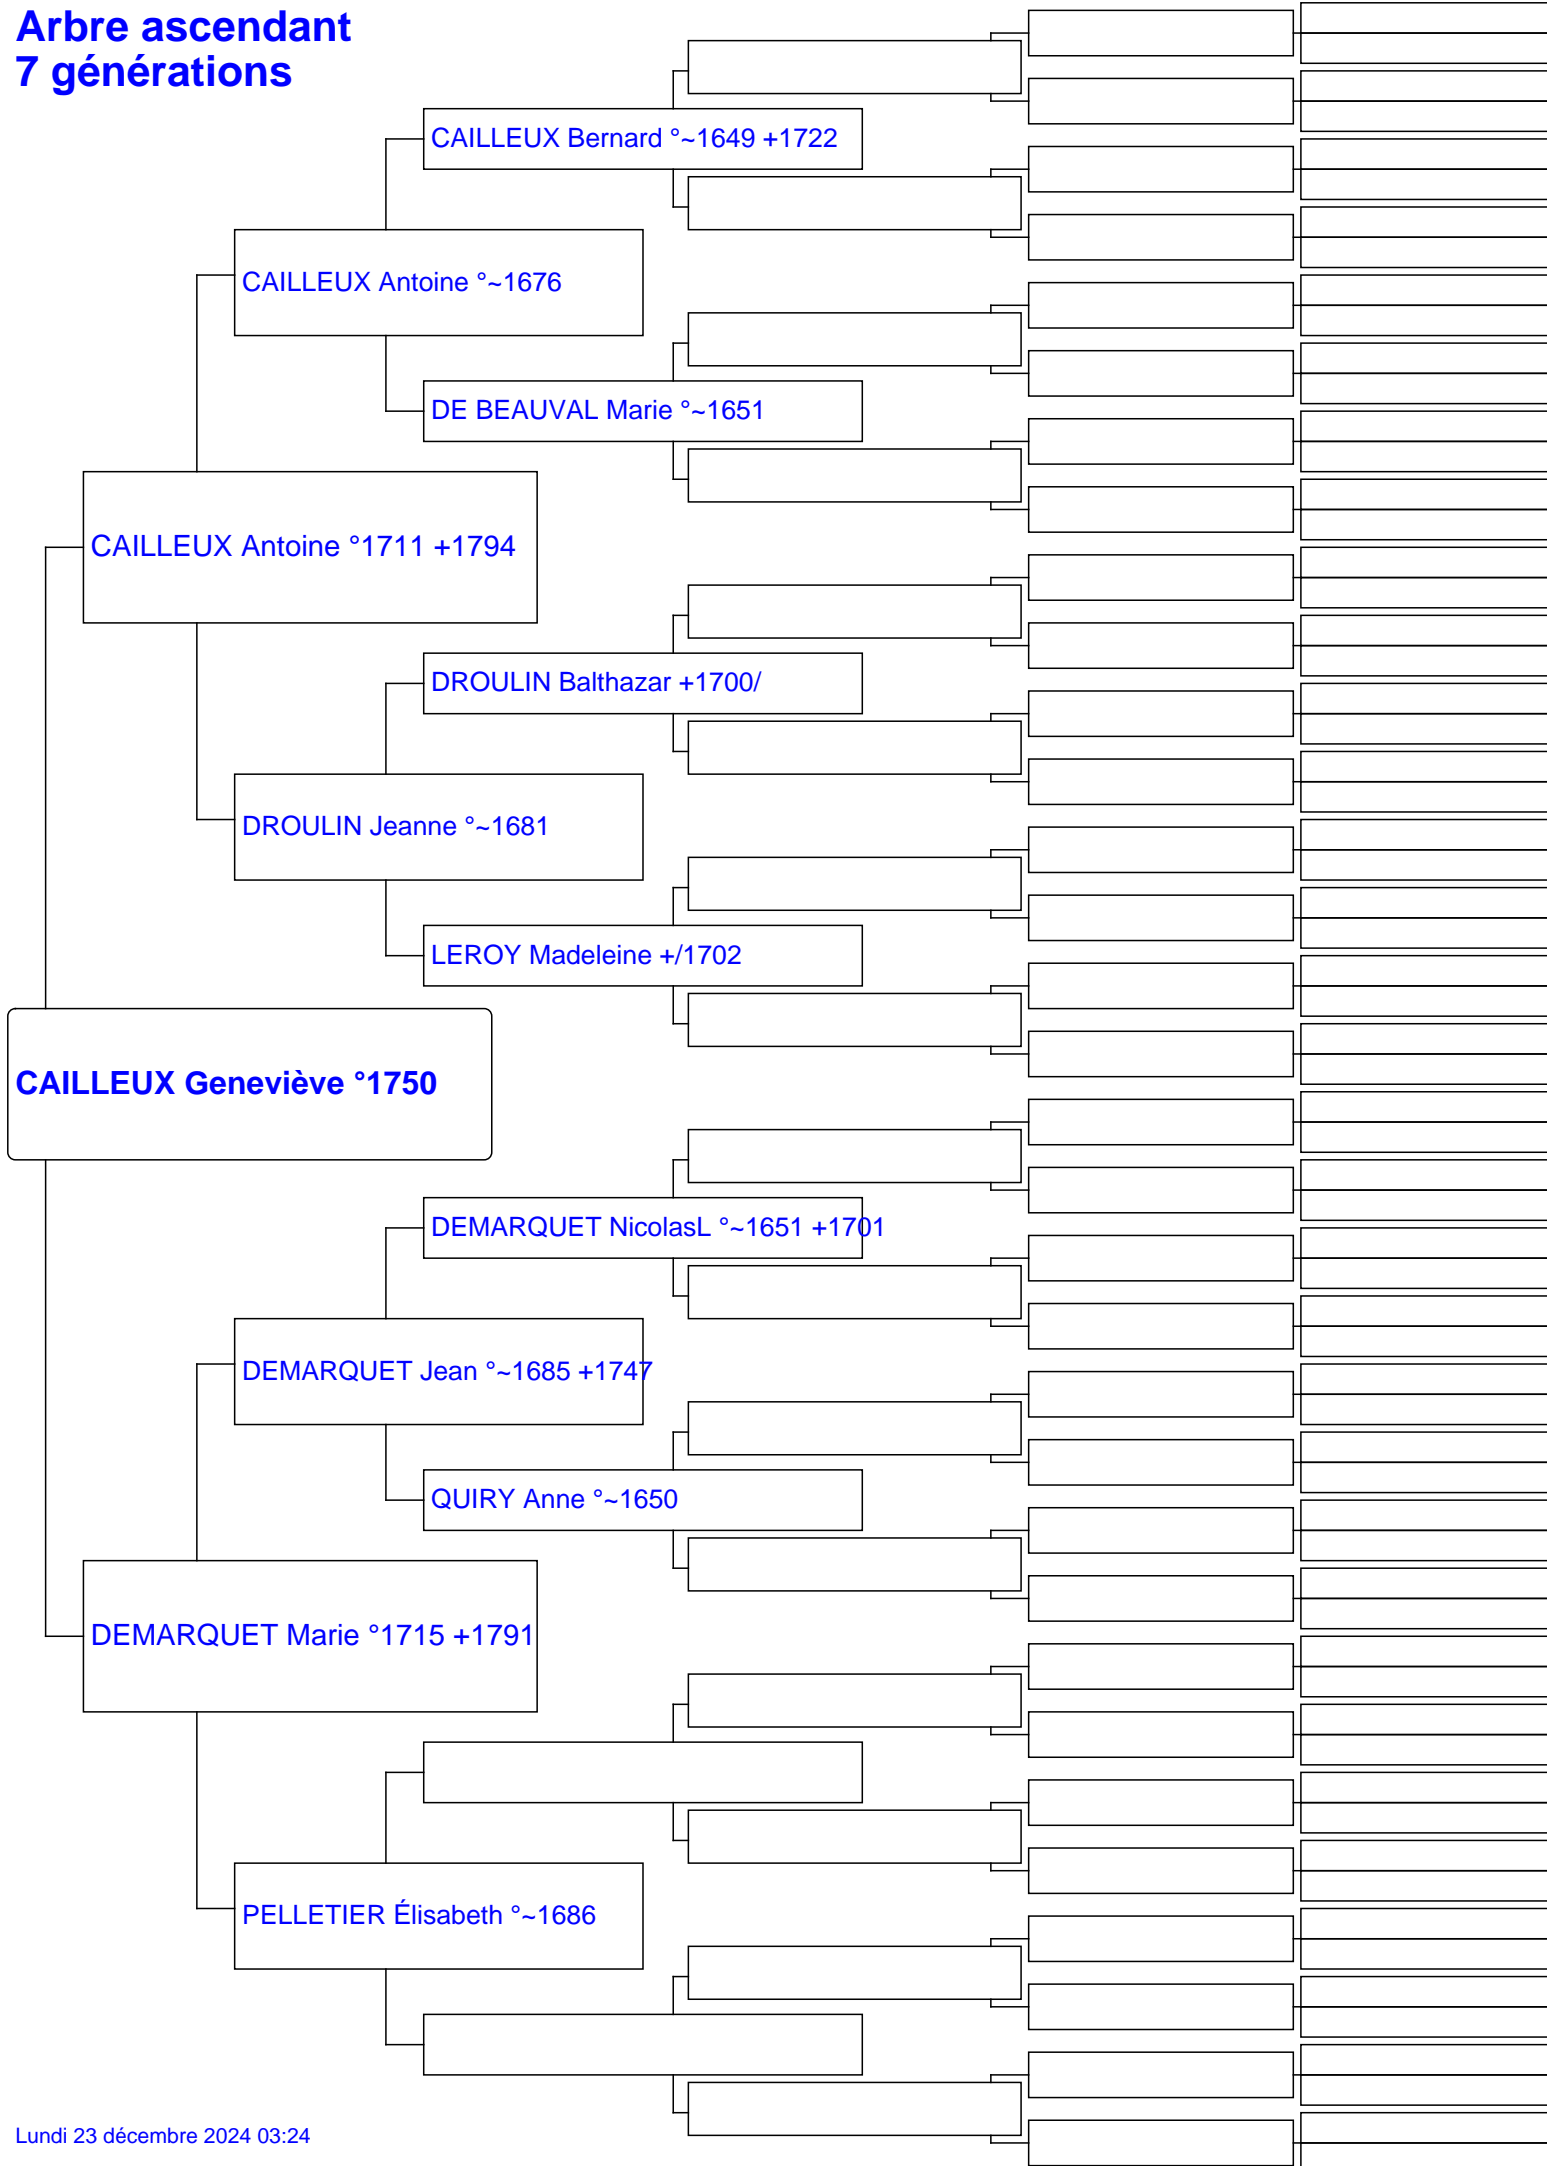 Arbre ascendant
7 générations
CAILLEUX Bernard °~1649 +1722
CAILLEUX Antoine °~1676
DE BEAUVAL Marie °~1651
CAILLEUX Antoine °1711 +1794
DROULIN Balthazar +1700/
DROULIN Jeanne °~1681
LEROY Madeleine +/1702
CAILLEUX Geneviève °1750
DEMARQUET NicolasL °~1651 +1701
DEMARQUET Jean °~1685 +1747
QUIRY Anne °~1650
DEMARQUET Marie °1715 +1791
PELLETIER Élisabeth °~1686
Lundi 23 décembre 2024 03:24